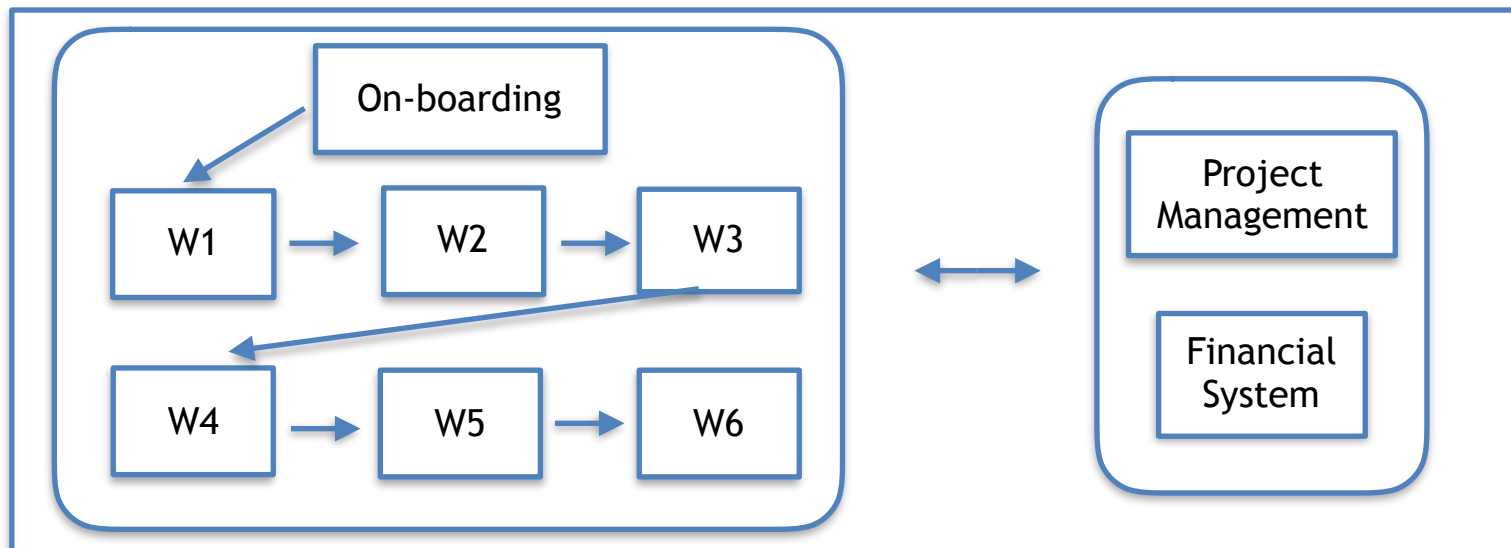 On-boarding
W1
W2
W3
W4
W5
W6
Project
Management
Financial
System